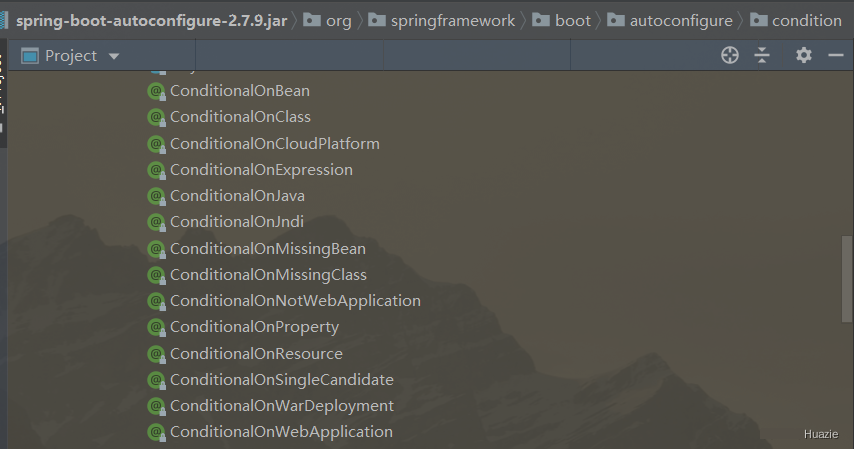 spring-boot-autoconfigure-2.7.9.jar org springframework boot autoconfigure condition
Project
ConditionalOnBean
ConditionalOnClass
ConditionalOnCloudPlatform
ConditionalOnExpression
ConditionalOnJava
ConditionalOnJndi
ConditionalOnMissingBean
ConditionalOnMissingClass
ConditionalOnNotWebApplication
ConditionalOnProperty
ConditionalOnResource
ConditionalOnSingleCandidate
ConditionalOnWarDeployment
ConditionalOnWebApplication
Huazie